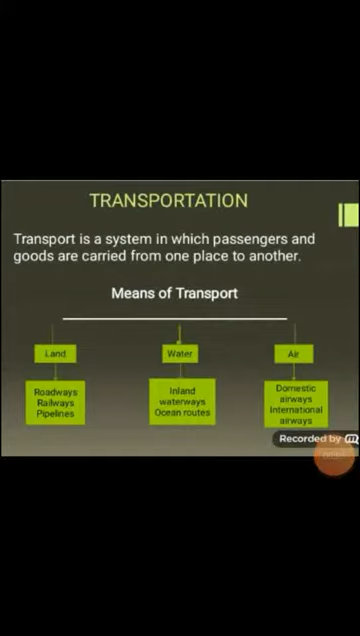 TRANSPORTATION
Transport is a system in which passengers and
goods are carried from one place to another.
Means of Transport
Land
Water
Air
Roadways
Railways
Pipelines
Inland
waterways
Ocean routes
Domestic
airways
International
airways
Recorded by